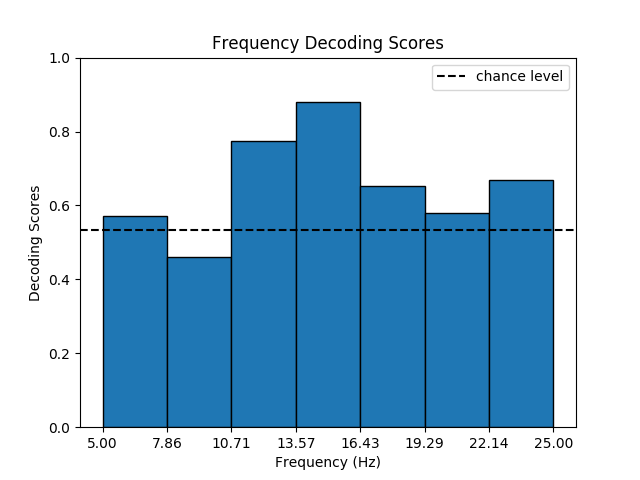 Frequency Decoding Scores
chance level
1.0
0.8
0.6
0.4
0.2
0.0
Decoding Scores
5.00 7.86 10.71 13.57 16.43 19.29 22.14 25.00
Frequency (Hz)